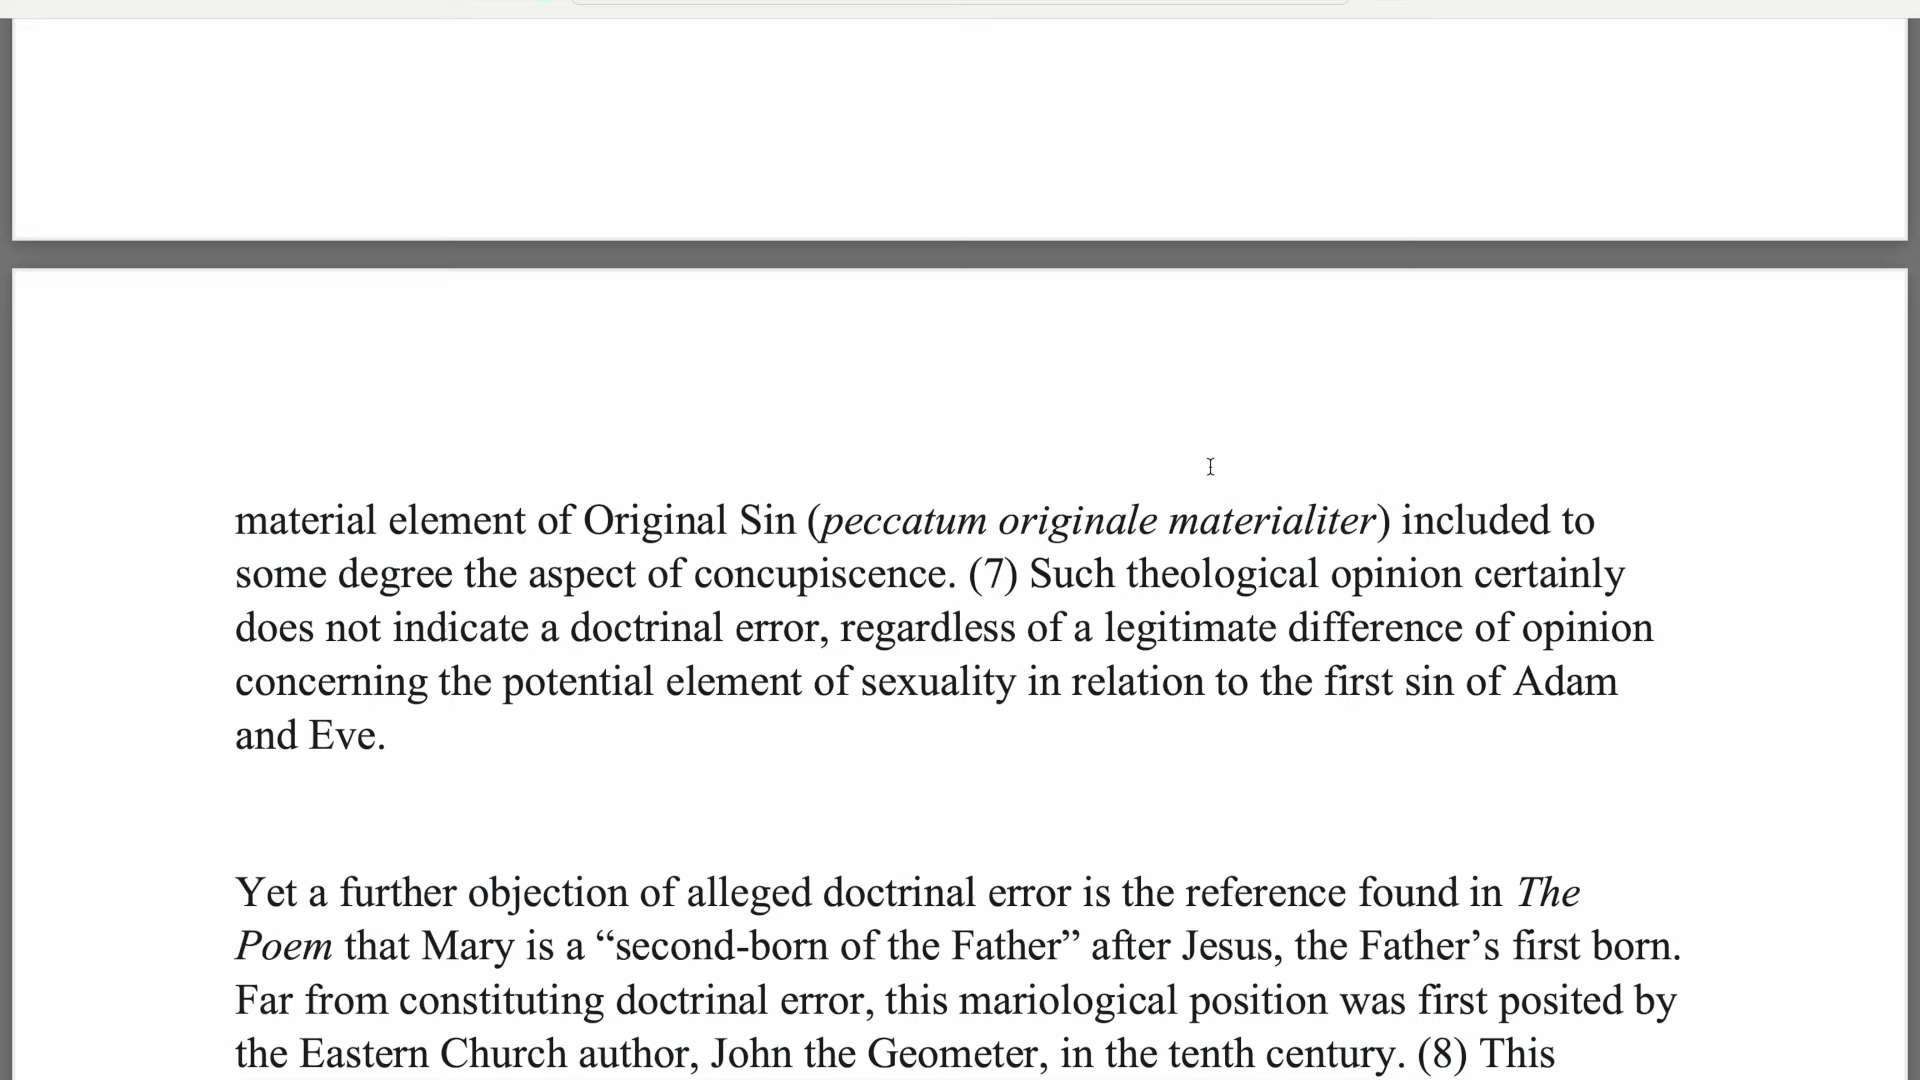 material element of Original Sin (peccatum originale materialiter) included to
some degree the aspect of concupiscence. (7) Such theological opinion certainly
does not indicate a doctrinal error, regardless of a legitimate difference of opinion
concerning the potential element of sexuality in relation to the first sin of Adam
and Eve.
Yet a further objection of alleged doctrinal error is the reference found in The
Poem that Mary is a “second-born of the Father” after Jesus, the Father’s first born.
Far from constituting doctrinal error, this mariological position was first posited by
the Eastern Church author, John the Geometer, in the tenth century. (8) This